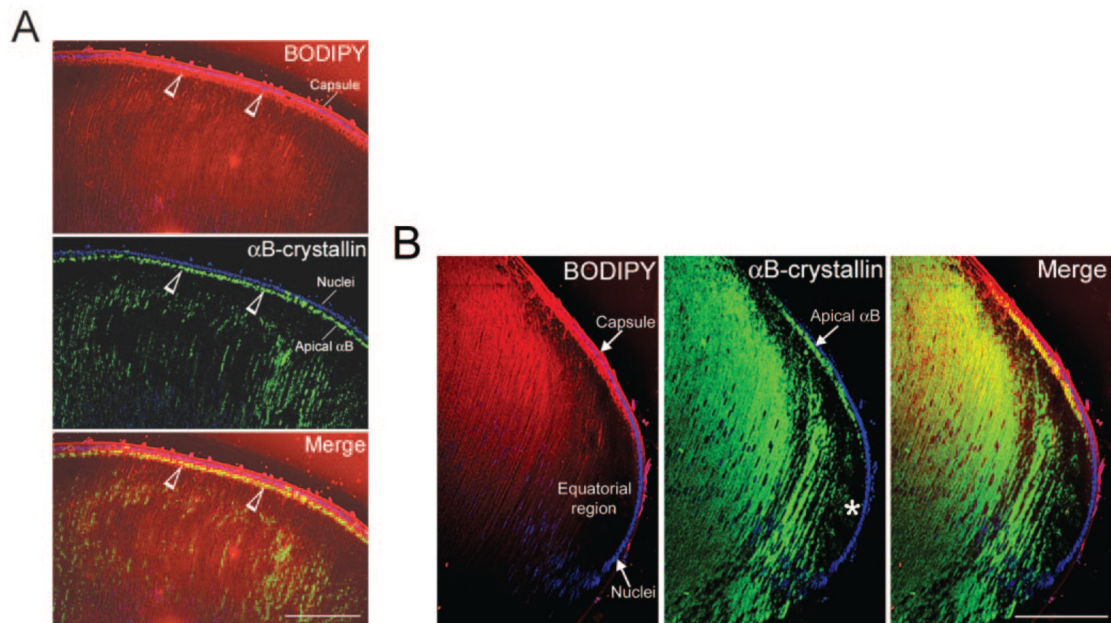 A
BODIPY
Capsule
αB-crystallin
Nuclei
Apical αB
Merge
B
BODIPY
Capsule
Equatorial
region
Nuclei
αB-crystallin
Apical αB
*
Merge